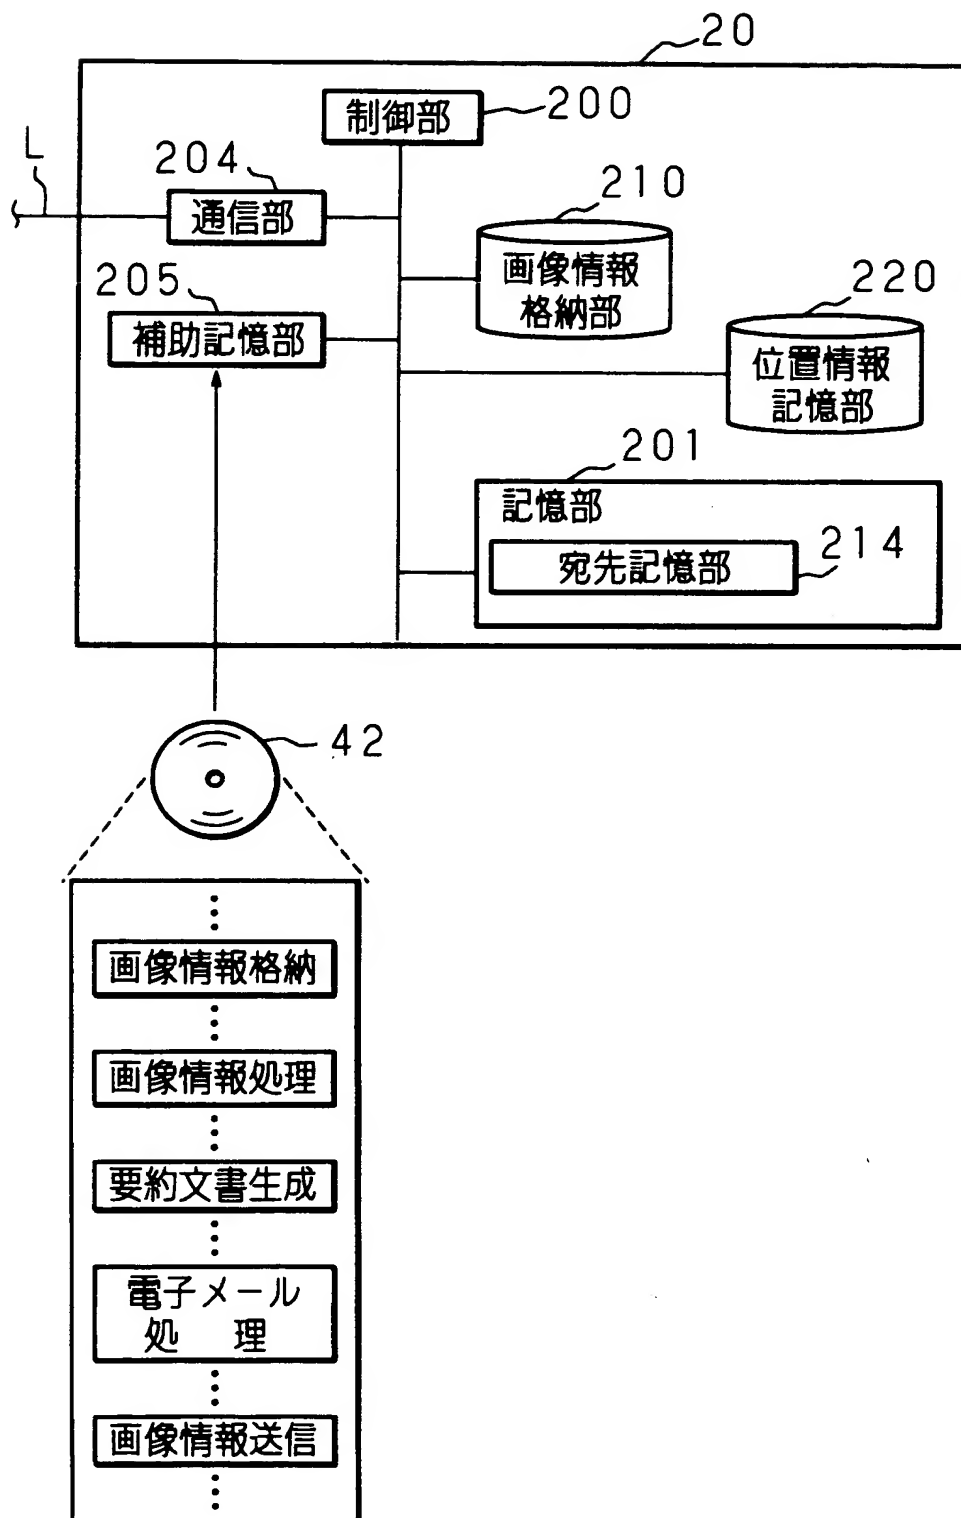 20
制御部
200
L
204
通信部
210
画像情報
格納部
205
補助記憶部
220
位置情報
記憶部
201
記憶部
宛先記憶部
214
42
画像情報格納
画像情報処理
要約文書生成
電子メール
処 理
画像情報送信